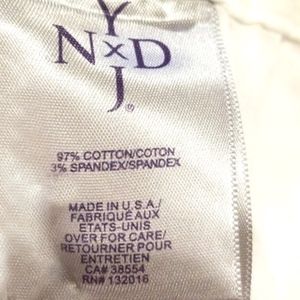 Y
N x D
J®
97% COTTON/COTON
3% SPANDEX/SPANDEX
MADE IN U.S.A./
FABRIQUÉ AUX
ETATS-UNIS
OVER FOR CARE/
RETOURNER POUR
ENTRETIEN
CA# 38554
RN# 132016